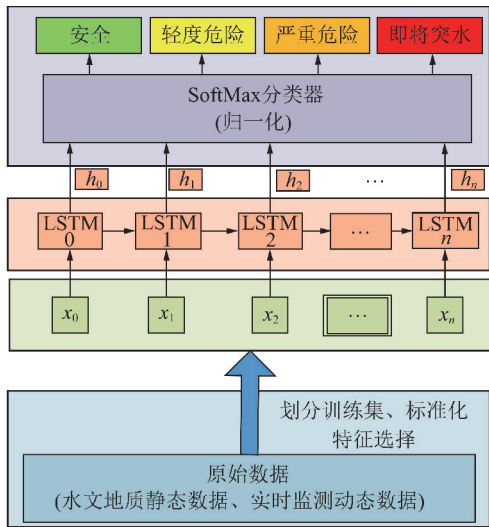 安全 轻度危险 严重危险 即将突水
SoftMax分类器
(归一化)
h₀ h₁ h₂ … hₙ
LSTM LSTM LSTM … LSTM
0 1 2 n
x₀ x₁ x₂ … xₙ
划分训练集、标准化
特征选择
原始数据
(水文地质静态数据、实时监测动态数据)